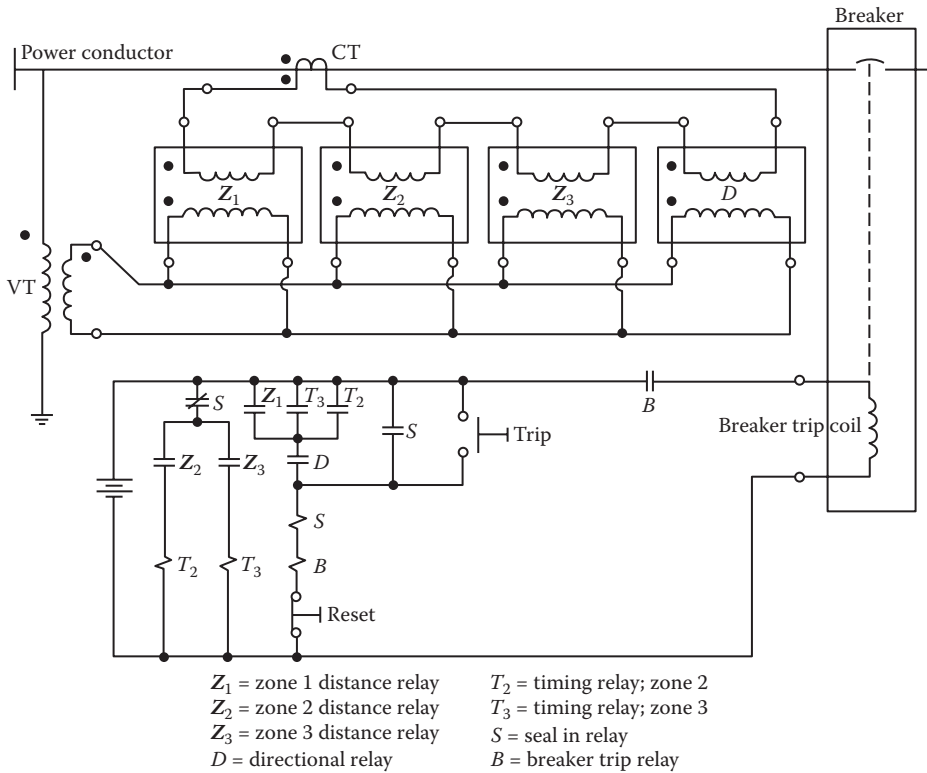 Breaker
Power conductor
CT
Z₁
Z₂
Z₃
D
VT
S
Z₁
T₃
T₂
S
B
Trip
Breaker trip coil
Z₂
Z₃
D
S
T₂
T₃
B
Reset
Z₁ = zone 1 distance relay
Z₂ = zone 2 distance relay
Z₃ = zone 3 distance relay
D = directional relay
T₂ = timing relay; zone 2
T₃ = timing relay; zone 3
S = seal in relay
B = breaker trip relay